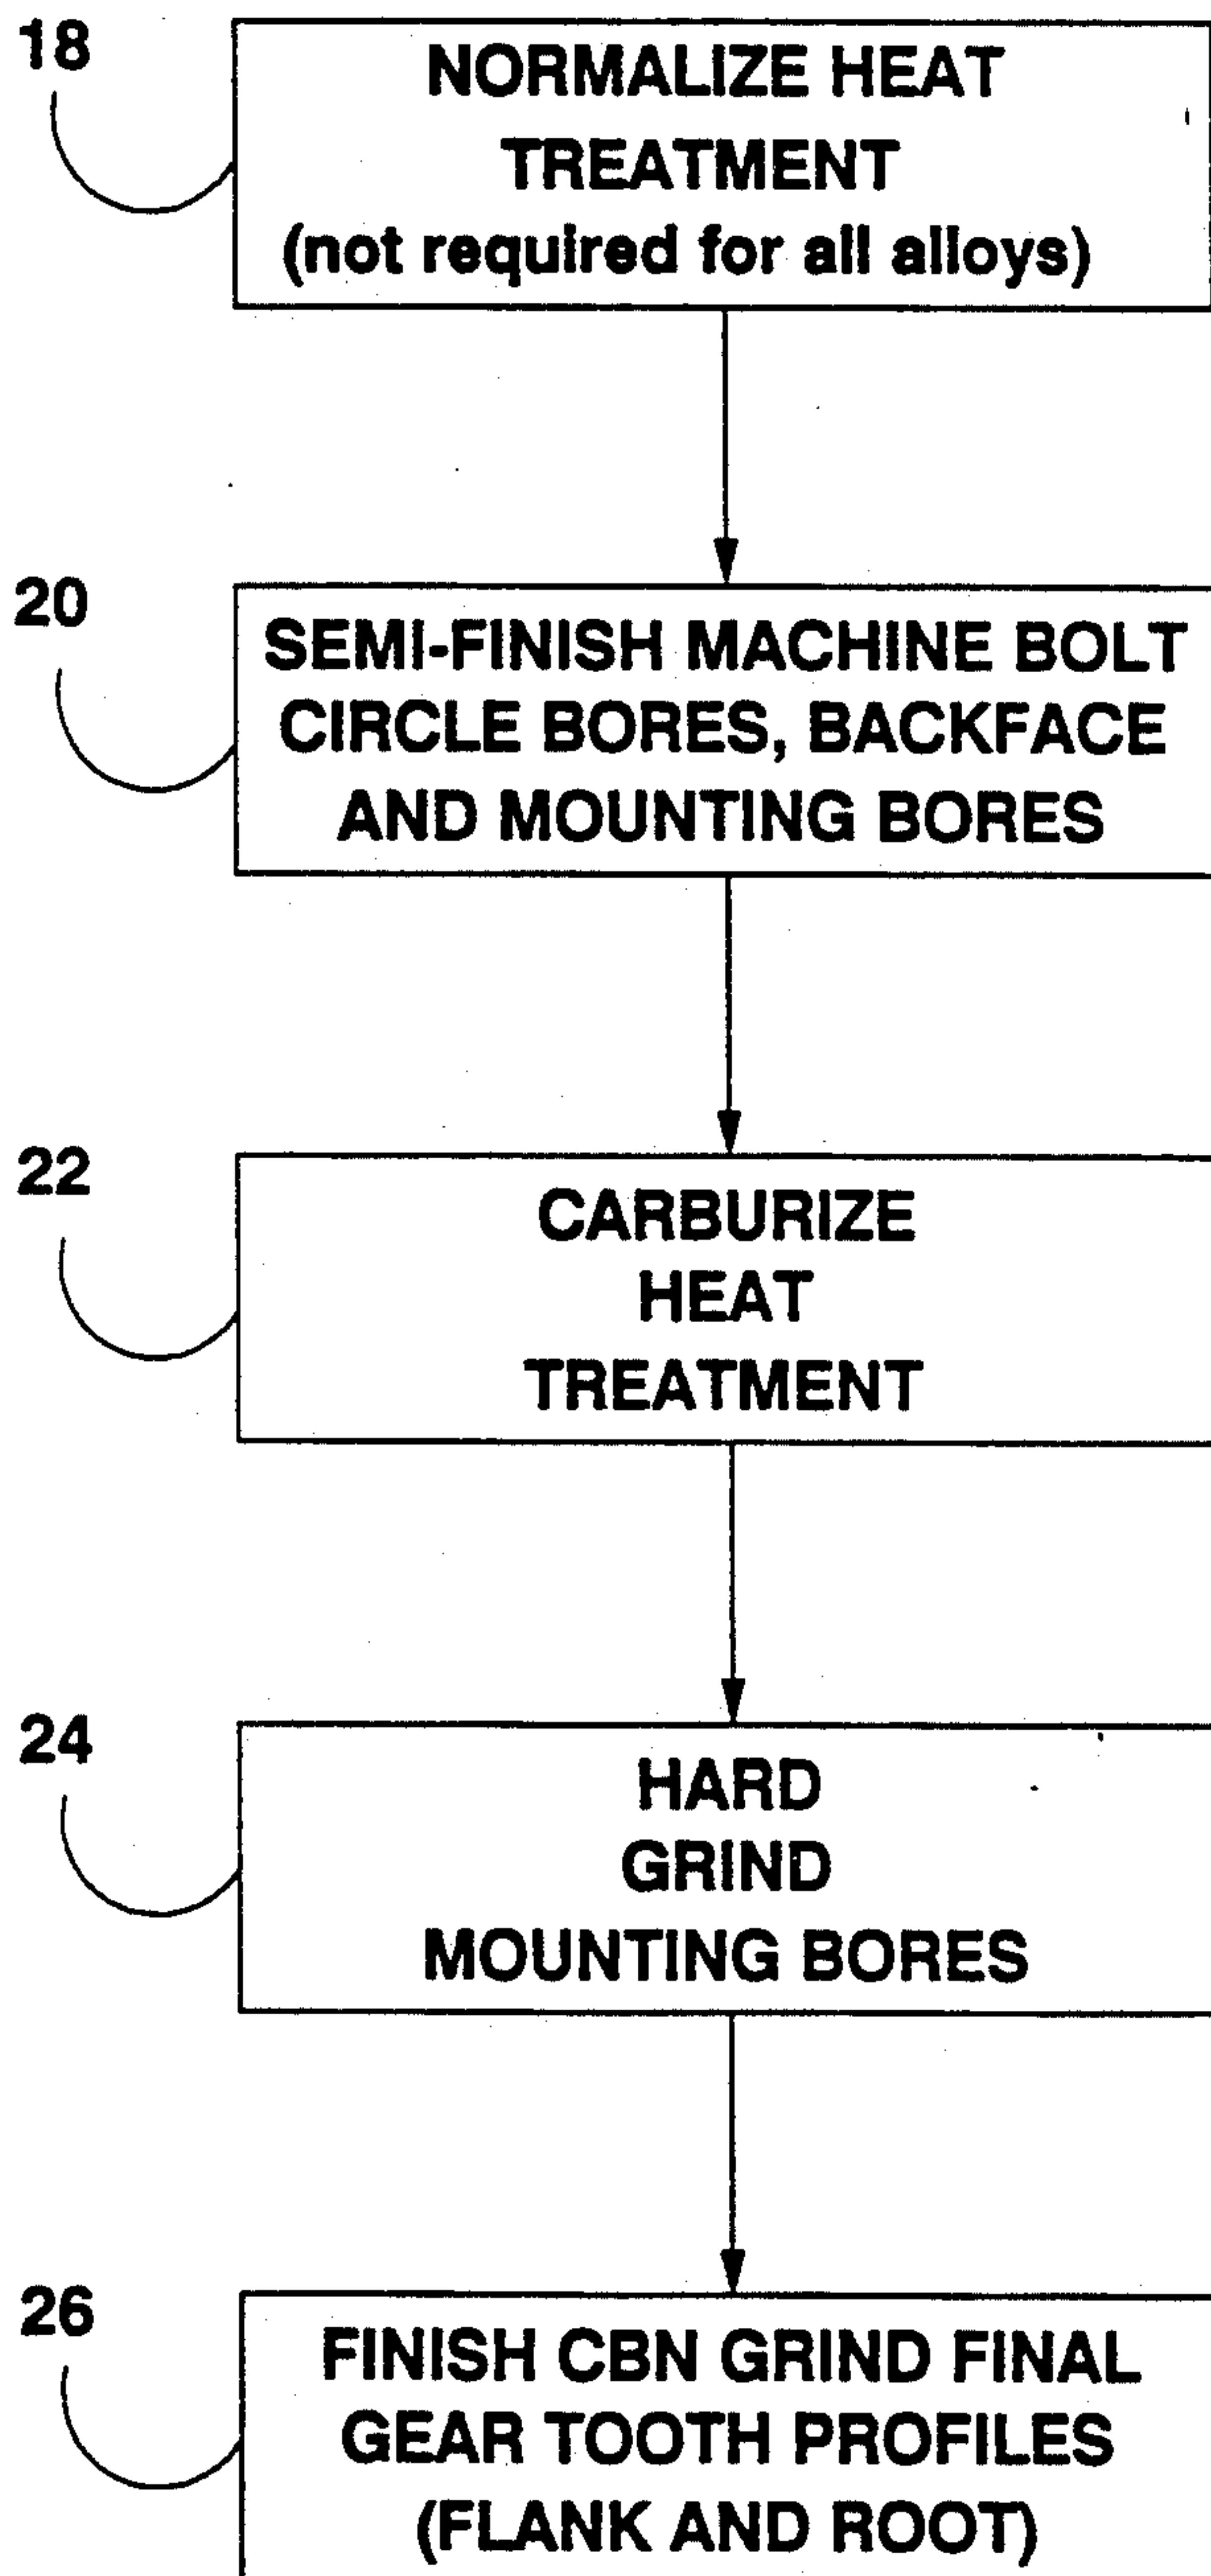 18
NORMALIZE HEAT
TREATMENT
(not required for all alloys)
20
SEMI-FINISH MACHINE BOLT
CIRCLE BORES, BACKFACE
AND MOUNTING BORES
22
CARBURIZE
HEAT
TREATMENT
24
HARD
GRIND
MOUNTING BORES
26
FINISH CBN GRIND FINAL
GEAR TOOTH PROFILES
(FLANK AND ROOT)